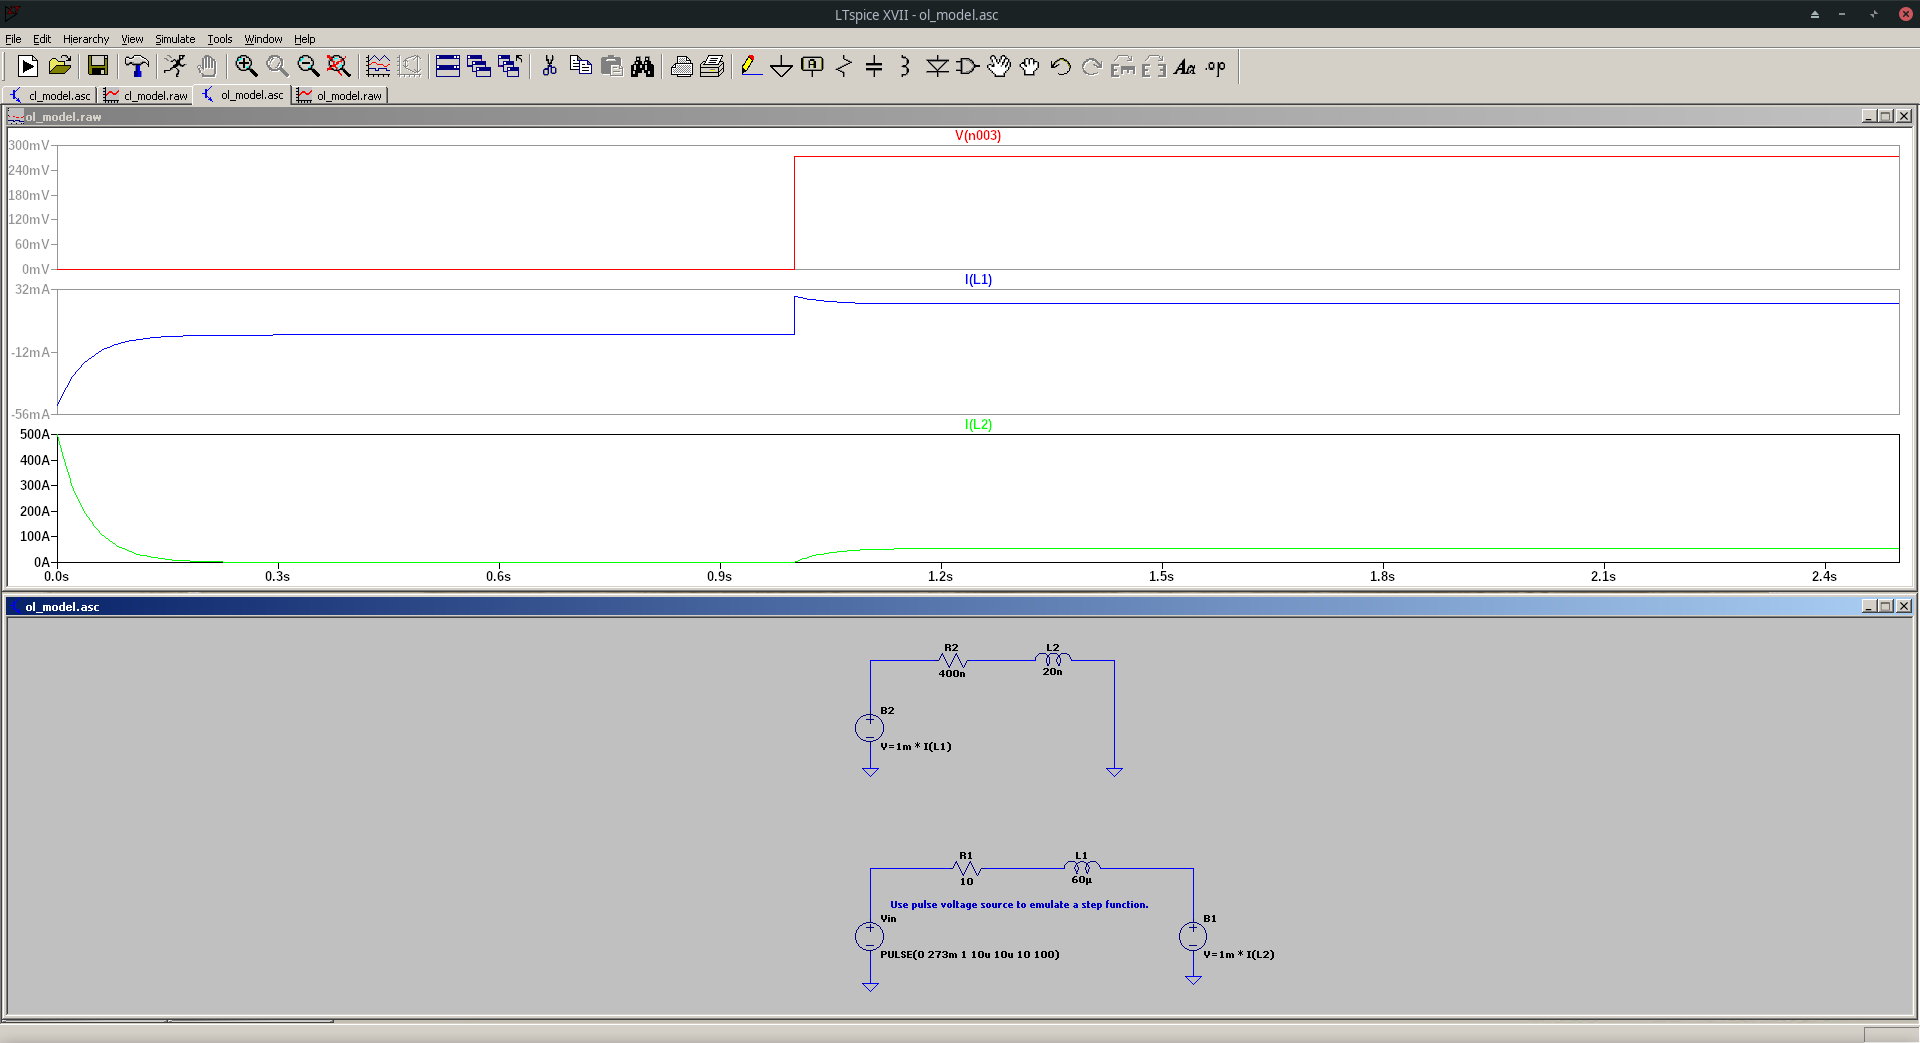 LTspice XVII - ol_model.asc
File Edit Hierarchy View Simulate Tools Window Help
cl_model.asc cl_model.raw ol_model.asc ol_model.raw
ol_model.raw
V(n003)
300mV
240mV
180mV
120mV
60mV
0mV
I(L1)
32mA
-12mA
-56mA
I(L2)
500A
400A
300A
200A
100A
0A
0.0s 0.3s 0.6s 0.9s 1.2s 1.5s 1.8s 2.1s 2.4s
ol_model.asc
R2 L2
400n 20n
B2
V=1m * I(L1)
R1 L1
10 60µ
Use pulse voltage source to emulate a step function.
Vin B1
PULSE(0 273m 1 10u 10u 10 100) V=1m * I(L2)